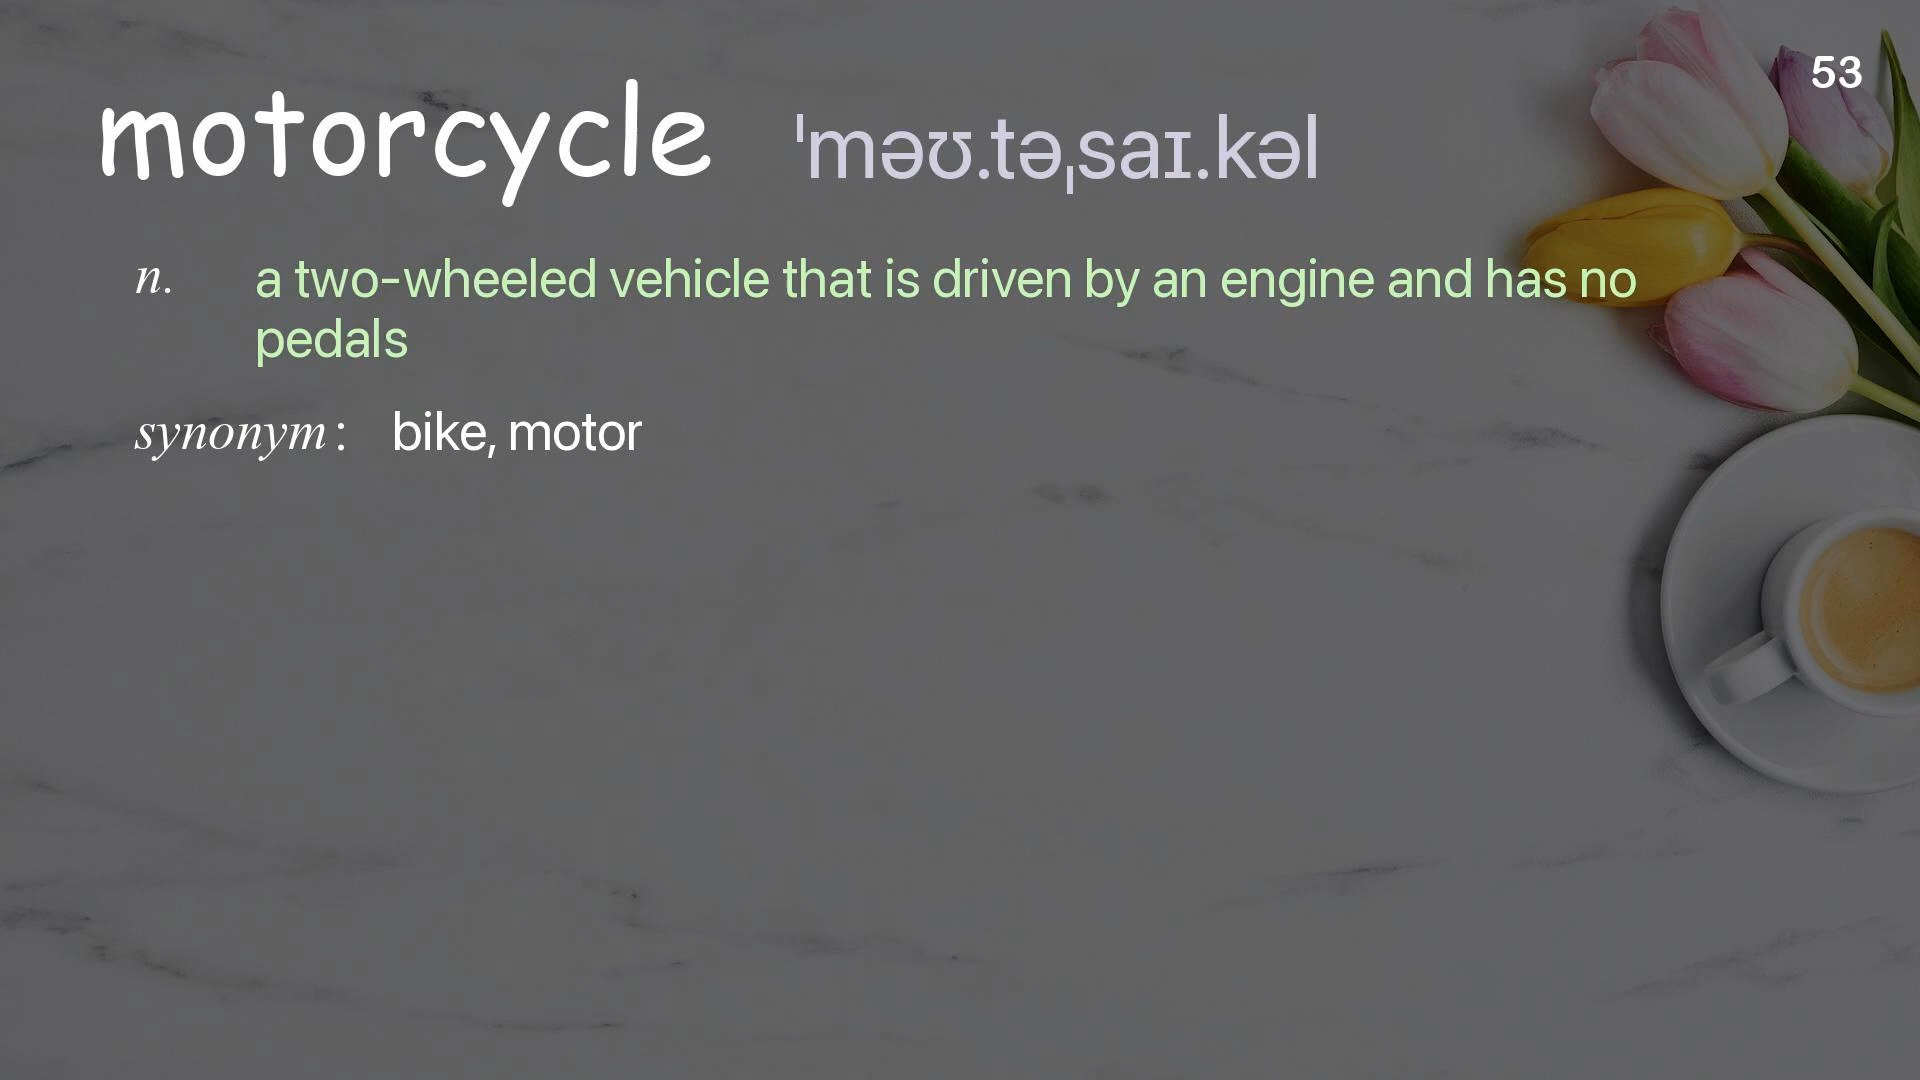 53
motorcycle ˈməʊ.təˌsaɪ.kəl
n. a two-wheeled vehicle that is driven by an engine and has no
pedals
synonym: bike, motor